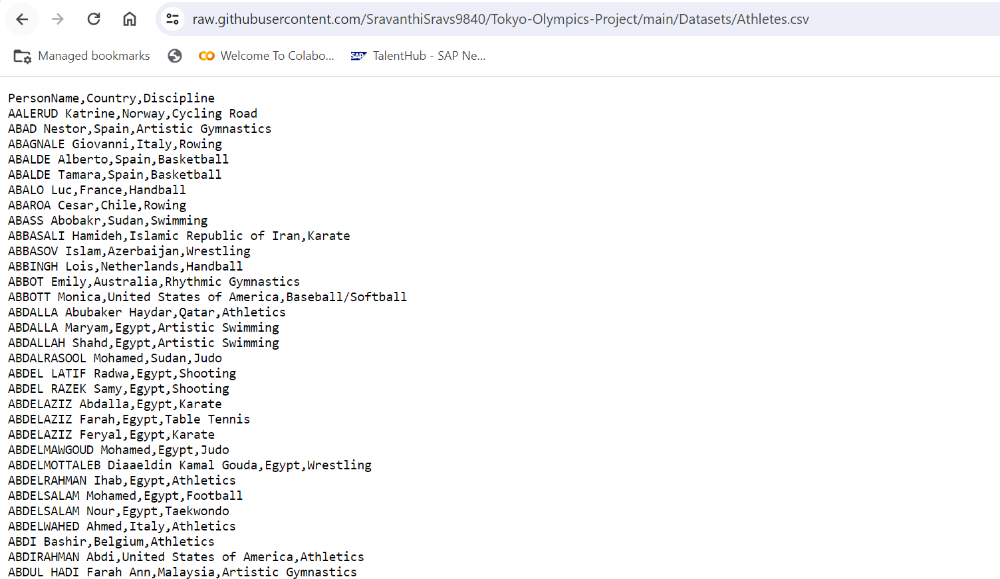 raw.githubusercontent.com/SravanthiSravs9840/Tokyo-Olympics-Project/main/Datasets/Athletes.csv
Managed bookmarks Welcome To Colabo... SAP TalentHub - SAP Ne...
PersonName,Country,Discipline
AALERUD Katrine,Norway,Cycling Road
ABAD Nestor,Spain,Artistic Gymnastics
ABAGNALE Giovanni,Italy,Rowing
ABALDE Alberto,Spain,Basketball
ABALDE Tamara,Spain,Basketball
ABALO Luc,France,Handball
ABAROA Cesar,Chile,Rowing
ABASS Abobakr,Sudan,Swimming
ABBASALI Hamideh,Islamic Republic of Iran,Karate
ABBASOV Islam,Azerbaijan,Wrestling
ABBINGH Lois,Netherlands,Handball
ABBOT Emily,Australia,Rhythmic Gymnastics
ABBOTT Monica,United States of America,Baseball/Softball
ABDALLA Abubaker Haydar,Qatar,Athletics
ABDALLA Maryam,Egypt,Artistic Swimming
ABDALLAH Shahd,Egypt,Artistic Swimming
ABDALRASOOL Mohamed,Sudan,Judo
ABDEL LATIF Radwa,Egypt,Shooting
ABDEL RAZEK Samy,Egypt,Shooting
ABDELAZIZ Abdalla,Egypt,Karate
ABDELAZIZ Farah,Egypt,Table Tennis
ABDELAZIZ Feryal,Egypt,Karate
ABDELMAWGOUD Mohamed,Egypt,Judo
ABDELMOTTALEB Diaaeldin Kamal Gouda,Egypt,Wrestling
ABDELRAHMAN Ihab,Egypt,Athletics
ABDELSALAM Mohamed,Egypt,Football
ABDELSALAM Nour,Egypt,Taekwondo
ABDELWAHED Ahmed,Italy,Athletics
ABDI Bashir,Belgium,Athletics
ABDIRAHMAN Abdi,United States of America,Athletics
ABDUL HADI Farah Ann,Malaysia,Artistic Gymnastics